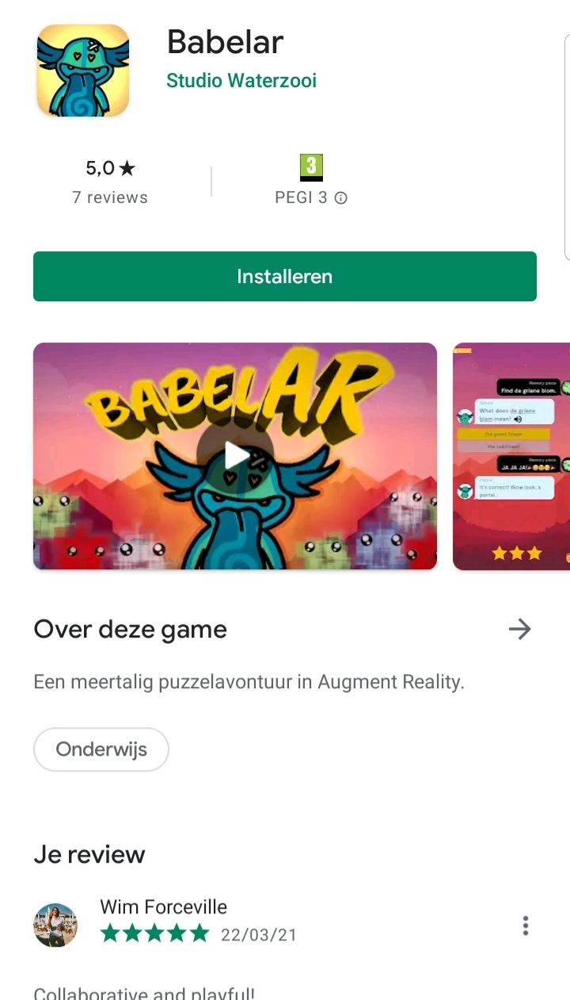 Babelar
Studio Waterzooi
5,0★
7 reviews
3
PEGI 3
Installeren
BABELAR
Memory piece
Find de griene blom.
What does de griene
blom mean?
the green flower
the red flower
Memory piece
JA JA JA!
It's correct! Wow look, a
portal...
Over deze game
Een meertalig puzzelavontuur in Augment Reality.
Onderwijs
Je review
Wim Forceville
22/03/21
Collaborative and playful!